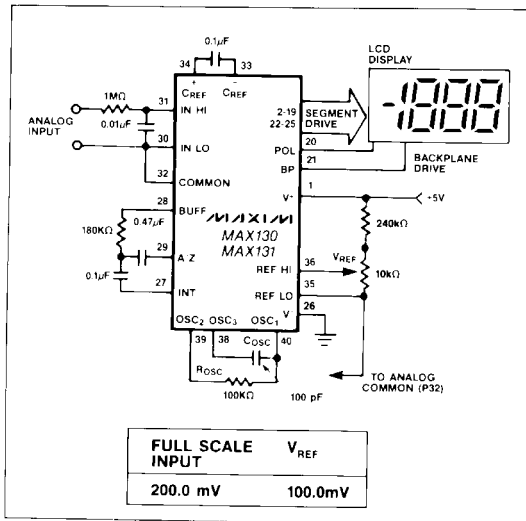 0.1µF
34
33
+
-
C REF
C REF
1MΩ
31
IN HI
0.01µF
ANALOG
INPUT
30
IN LO
32
COMMON
28
BUFF
0.47µF
180KΩ
29
A/Z
0.1µF
27
INT
MAXIM
MAX130
MAX131
OSC2
OSC3
OSC1
39
38
40
COSC
ROSC
100KΩ
100 pF
LCD
DISPLAY
-1888
2-19
22-25
SEGMENT
DRIVE
20
POL
21
BP
BACKPLANE
DRIVE
1
V+
+5V
240kΩ
36
REF HI
VREF
10kΩ
35
REF LO
26
V-
TO ANALOG
COMMON (P32)
FULL SCALE VREF
INPUT
200.0 mV 100.0mV